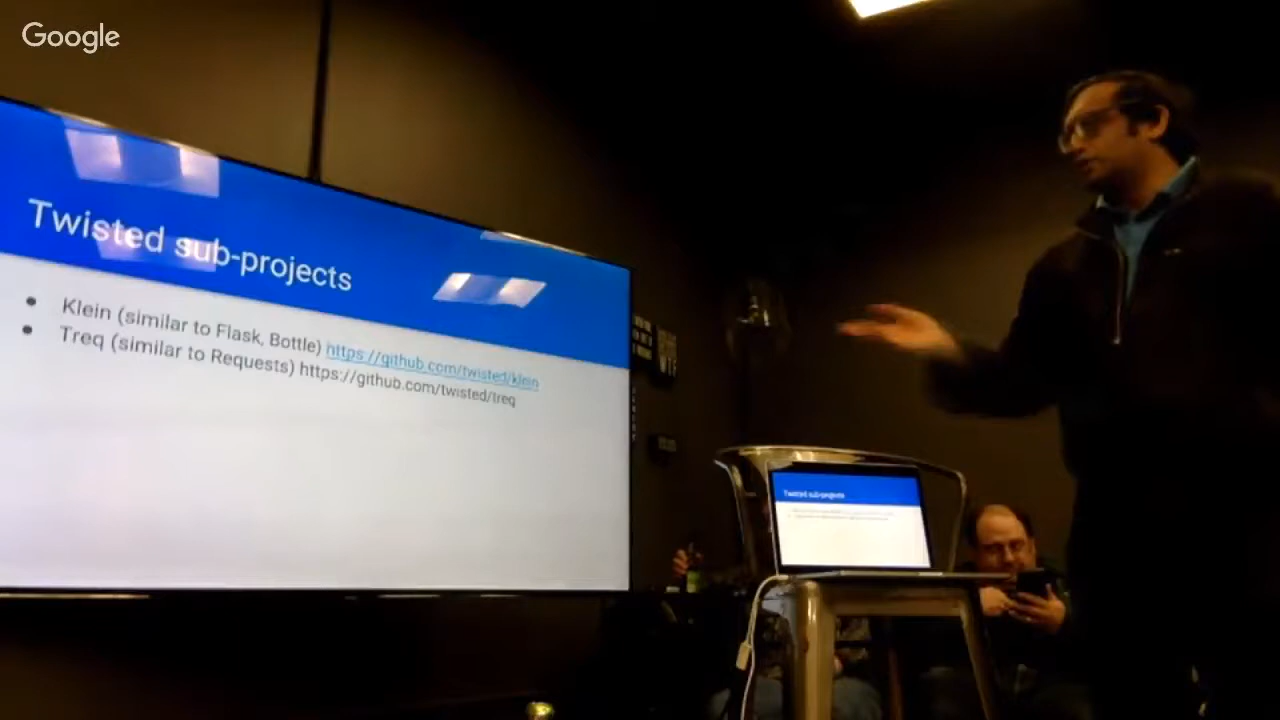 Google
Twisted sub-projects
Klein (similar to Flask, Bottle) https://github.com/twisted/klein
Treq (similar to Requests) https://github.com/twisted/treq
Twisted sub-projects